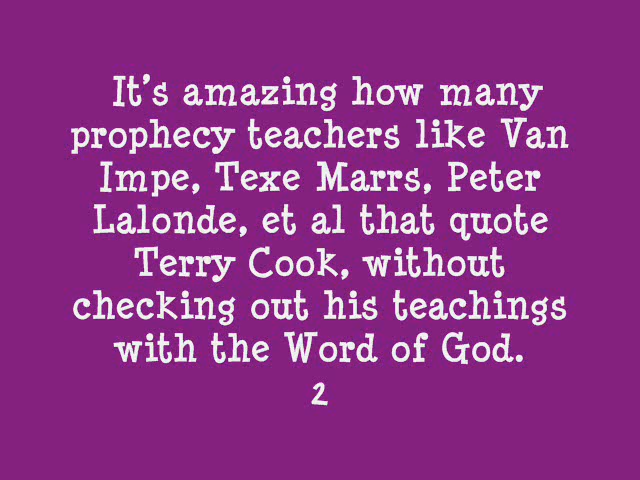 It's amazing how many
prophecy teachers like Van
Impe, Texe Marrs, Peter
Lalonde, et al that quote
Terry Cook, without
checking out his teachings
with the Word of God.
2